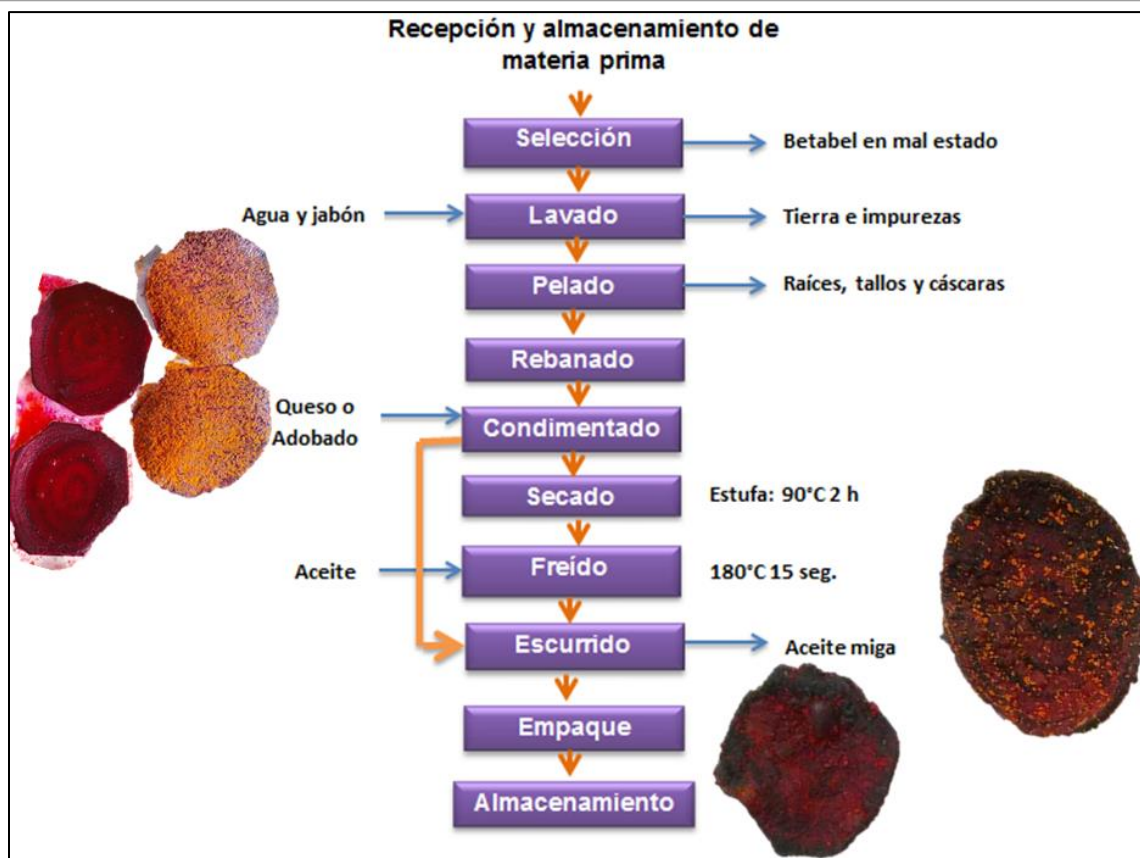 Recepción y almacenamiento de
materia prima
Selección
Betabel en mal estado
Agua y jabón
Lavado
Tierra e impurezas
Pelado
Raíces, tallos y cáscaras
Rebanado
Queso o
Adobado
Condimentado
Secado
Estufa: 90°C 2 h
Aceite
Freído
180°C 15 seg.
Escurrido
Aceite miga
Empaque
Almacenamiento